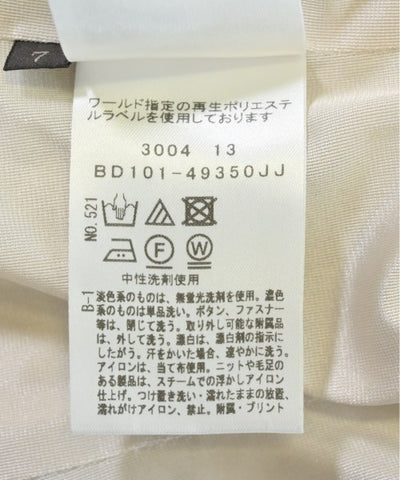 7
ワールド指定の再生ポリエステ
ルラベルを使用しております
3004 13
BD101-49350JJ
NO.521
中性洗剤使用
B-1
淡色系のものは、無蛍光洗剤を使用。濃色
系のものは単品洗い。ボタン、ファスナー
等は、閉じて洗う。取り外し可能な附属品
は、外して洗う。漂白は、漂白剤の指示に
したがう。汗をかいた場合、速やかに洗う。
アイロンは、当て布使用。ニットや毛足の
ある製品は、スチームでの浮かしアイロン
仕上げ。つけ置き洗い・濡れたままの放置、
濡れがけアイロン、禁止。附属・プリント